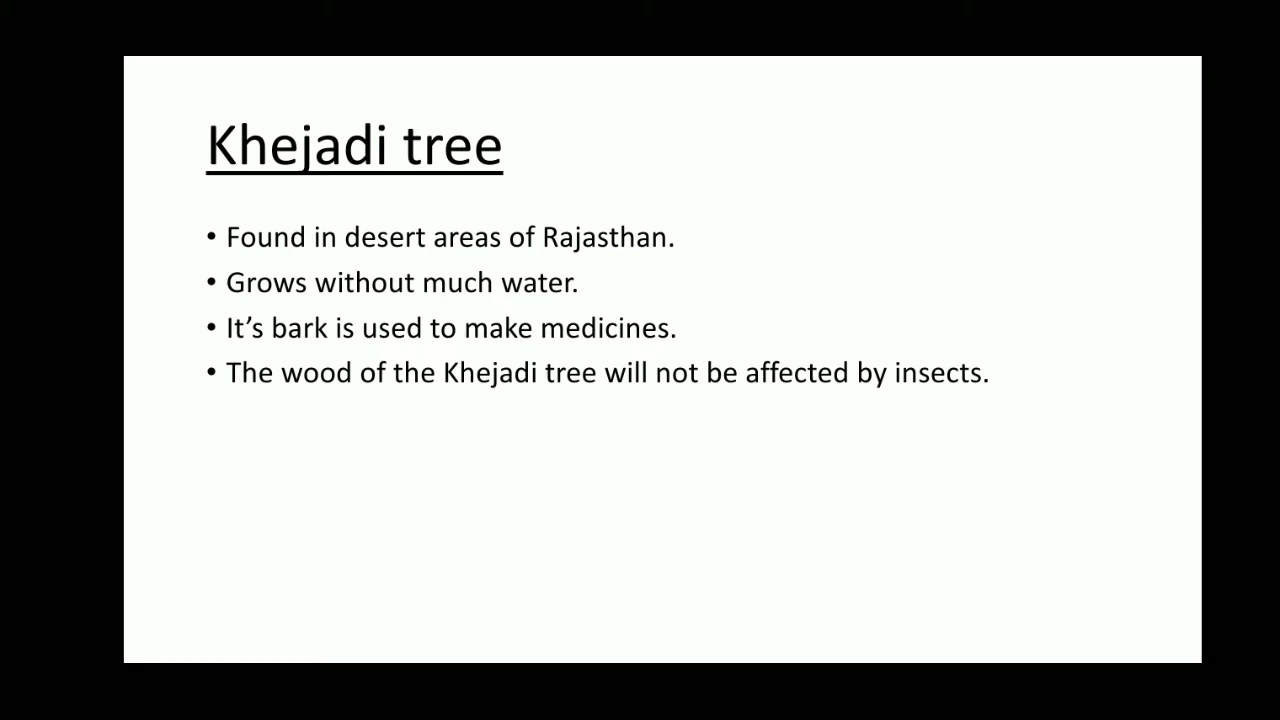 Khejadi tree
• Found in desert areas of Rajasthan.
• Grows without much water.
• It’s bark is used to make medicines.
• The wood of the Khejadi tree will not be affected by insects.